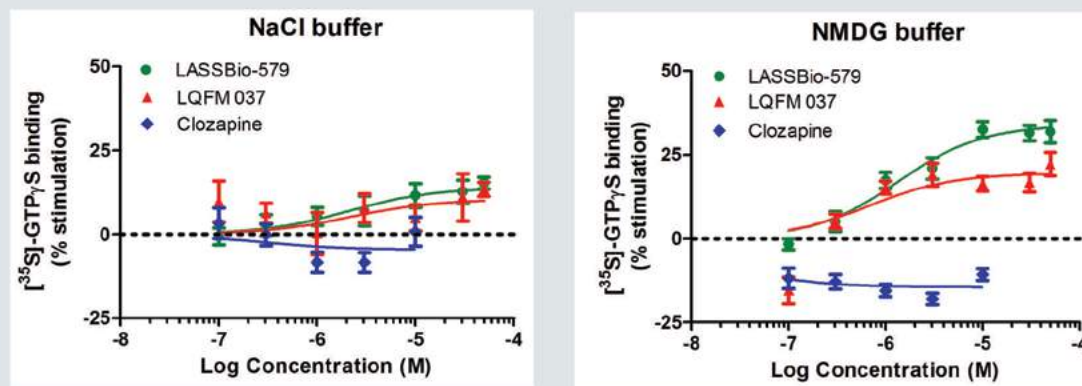 NaCl buffer
50
25
0
-25
LASSBio-579
LQFM 037
Clozapine
[³⁵S]-GTPγS binding
(% stimulation)
-8
-7
-6
-5
-4
Log Concentration (M)
NMDG buffer
50
25
0
-25
LASSBio-579
LQFM 037
Clozapine
[³⁵S]-GTPγS binding
(% stimulation)
-8
-7
-6
-5
-4
Log Concentration (M)